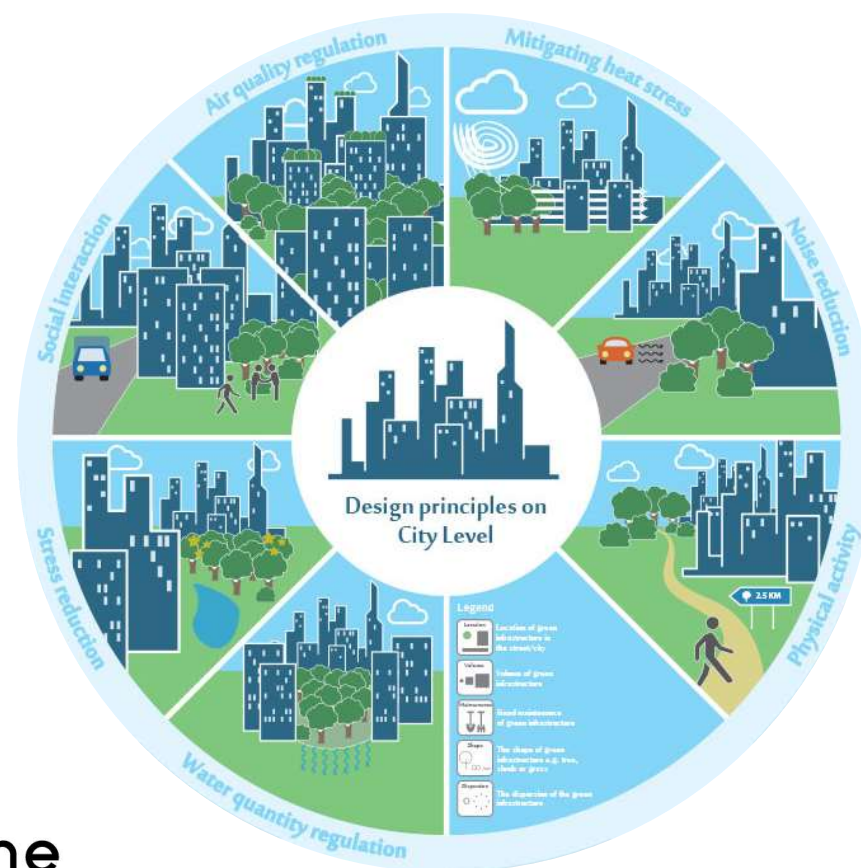 Air quality regulation
Mitigating heat stress
Noise reduction
Physical activity
Water quantity regulation
Stress reduction
Social interaction
Design principles on
City Level
2.5 KM
Legend
Location
Location of green
infrastructure in
the street/city
Volume
Volume of green
infrastructure
Maintenance
maintenance
of green infrastructure
Shape
The shape of green
infrastructure e.g. tree,
shrub or grass
Dispersion
The dispersion of the green
infrastructure
ne